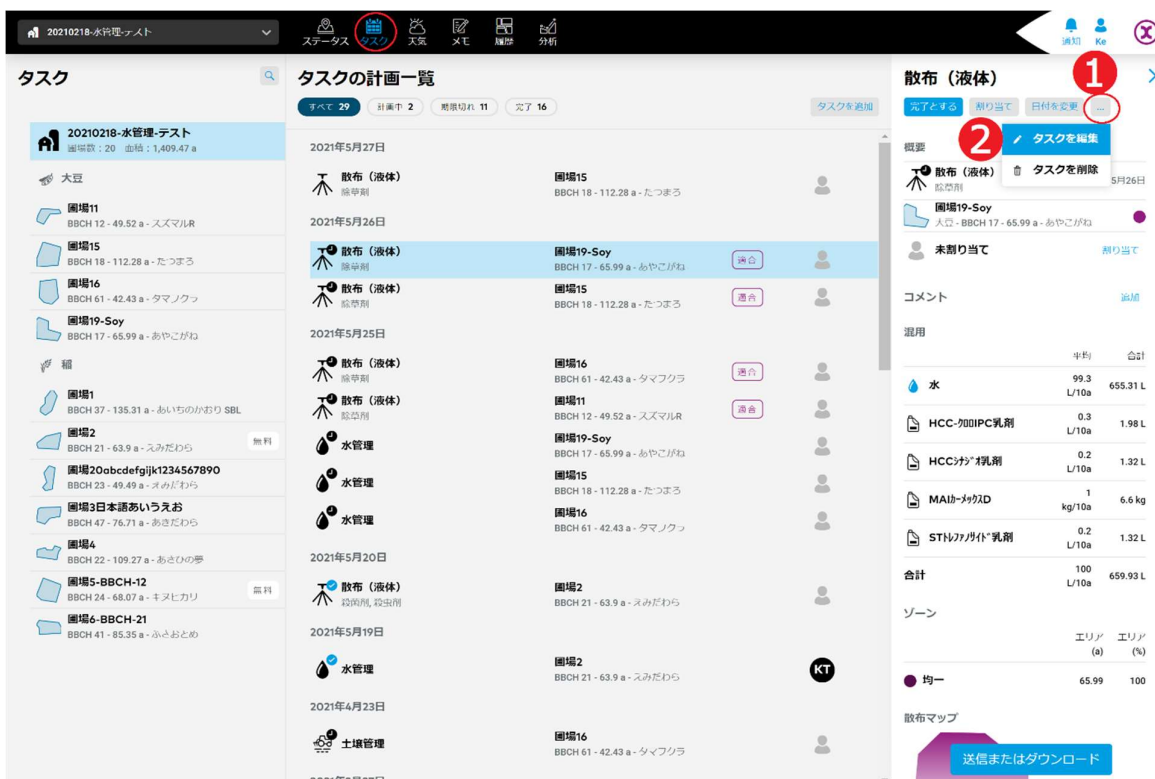 20210218-水管理-テスト
ステータス
タスク
天気
メモ
履歴
分析
通知
Ke
タスク
20210218-水管理-テスト
圃場数：20 面積：1,409.47 a
大豆
圃場11
BBCH 12 - 49.52 a - スズマルR
圃場15
BBCH 18 - 112.28 a - たつまろ
圃場16
BBCH 61 - 42.43 a - タマフクラ
圃場19-Soy
BBCH 17 - 65.99 a - あやこがね
稲
圃場1
BBCH 37 - 135.31 a - あいちのかおり SBL
圃場2
BBCH 21 - 63.9 a - えみだわら
無料
圃場20abcdefgijk1234567890
BBCH 23 - 49.49 a - えみだわら
圃場3日本語あいうえお
BBCH 47 - 76.71 a - あきだわら
圃場4
BBCH 22 - 109.27 a - あさひの夢
圃場5-BBCH-12
BBCH 24 - 68.07 a - キヌヒカリ
無料
圃場6-BBCH-21
BBCH 41 - 85.35 a - ふさおとめ
タスクの計画一覧
すべて 29
計画中 2
期限切れ 11
完了 16
タスクを追加
2021年5月27日
散布（液体）
除草剤
圃場15
BBCH 18 - 112.28 a - たつまろ
2021年5月26日
散布（液体）
除草剤
圃場19-Soy
BBCH 17 - 65.99 a - あやこがね
適合
散布（液体）
除草剤
圃場15
BBCH 18 - 112.28 a - たつまろ
適合
2021年5月25日
散布（液体）
除草剤
圃場16
BBCH 61 - 42.43 a - タマフクラ
適合
散布（液体）
除草剤
圃場11
BBCH 12 - 49.52 a - スズマルR
適合
水管理
圃場19-Soy
BBCH 17 - 65.99 a - あやこがね
水管理
圃場15
BBCH 18 - 112.28 a - たつまろ
水管理
圃場16
BBCH 61 - 42.43 a - タマフクラ
2021年5月20日
散布（液体）
殺菌剤, 殺虫剤
圃場2
BBCH 21 - 63.9 a - えみだわら
2021年5月19日
水管理
圃場2
BBCH 21 - 63.9 a - えみだわら
KT
2021年4月23日
土壌管理
圃場16
BBCH 61 - 42.43 a - タマフクラ
散布（液体）
1
完了とする
割り当て
日付を変更
...
2
タスクを編集
タスクを削除
概要
散布（液体）
除草剤
5月26日
圃場19-Soy
大豆 - BBCH 17 - 65.99 a - あやこがね
未割り当て
割り当て
コメント
追加
混用
平均 合計
水
99.3 L/10a
655.31 L
HCC-クロロIPC乳剤
0.3 L/10a
1.98 L
HCCシナジオ乳剤
0.2 L/10a
1.32 L
MAIカーメックスD
1 kg/10a
6.6 kg
STトレファノサイド乳剤
0.2 L/10a
1.32 L
合計
100 L/10a
659.93 L
ゾーン
エリア (a)
エリア (%)
均一
65.99
100
散布マップ
送信またはダウンロード